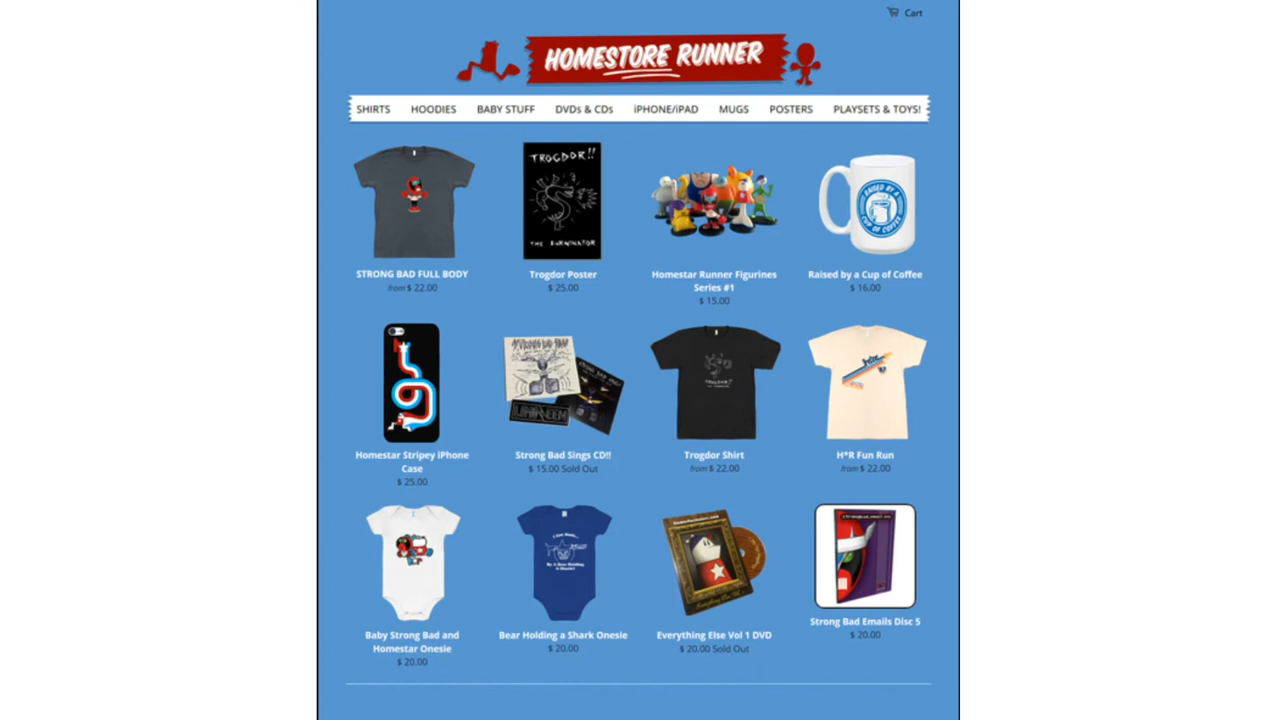 Cart
HOMESTORE RUNNER
SHIRTS HOODIES BABY STUFF DVDs & CDs iPHONE/iPAD MUGS POSTERS PLAYSETS & TOYS!
TROGDOR!!
THE BURNINATOR
RAISED BY A
CUP OF COFFEE
STRONG BAD FULL BODY
from $ 22.00
Trogdor Poster
$ 25.00
Homestar Runner Figurines
Series #1
$ 15.00
Raised by a Cup of Coffee
$ 16.00
STRONG BAD SINGS
TROGDOR!!
Homestar Stripey iPhone
Case
$ 25.00
Strong Bad Sings CD!!
$ 15.00 Sold Out
Trogdor Shirt
from $ 22.00
H*R Fun Run
from $ 22.00
Baby Strong Bad and
Homestar Onesie
$ 20.00
Bear Holding a Shark Onesie
$ 20.00
Everything Else Vol 1 DVD
$ 20.00 Sold Out
Strong Bad Emails Disc 5
$ 20.00